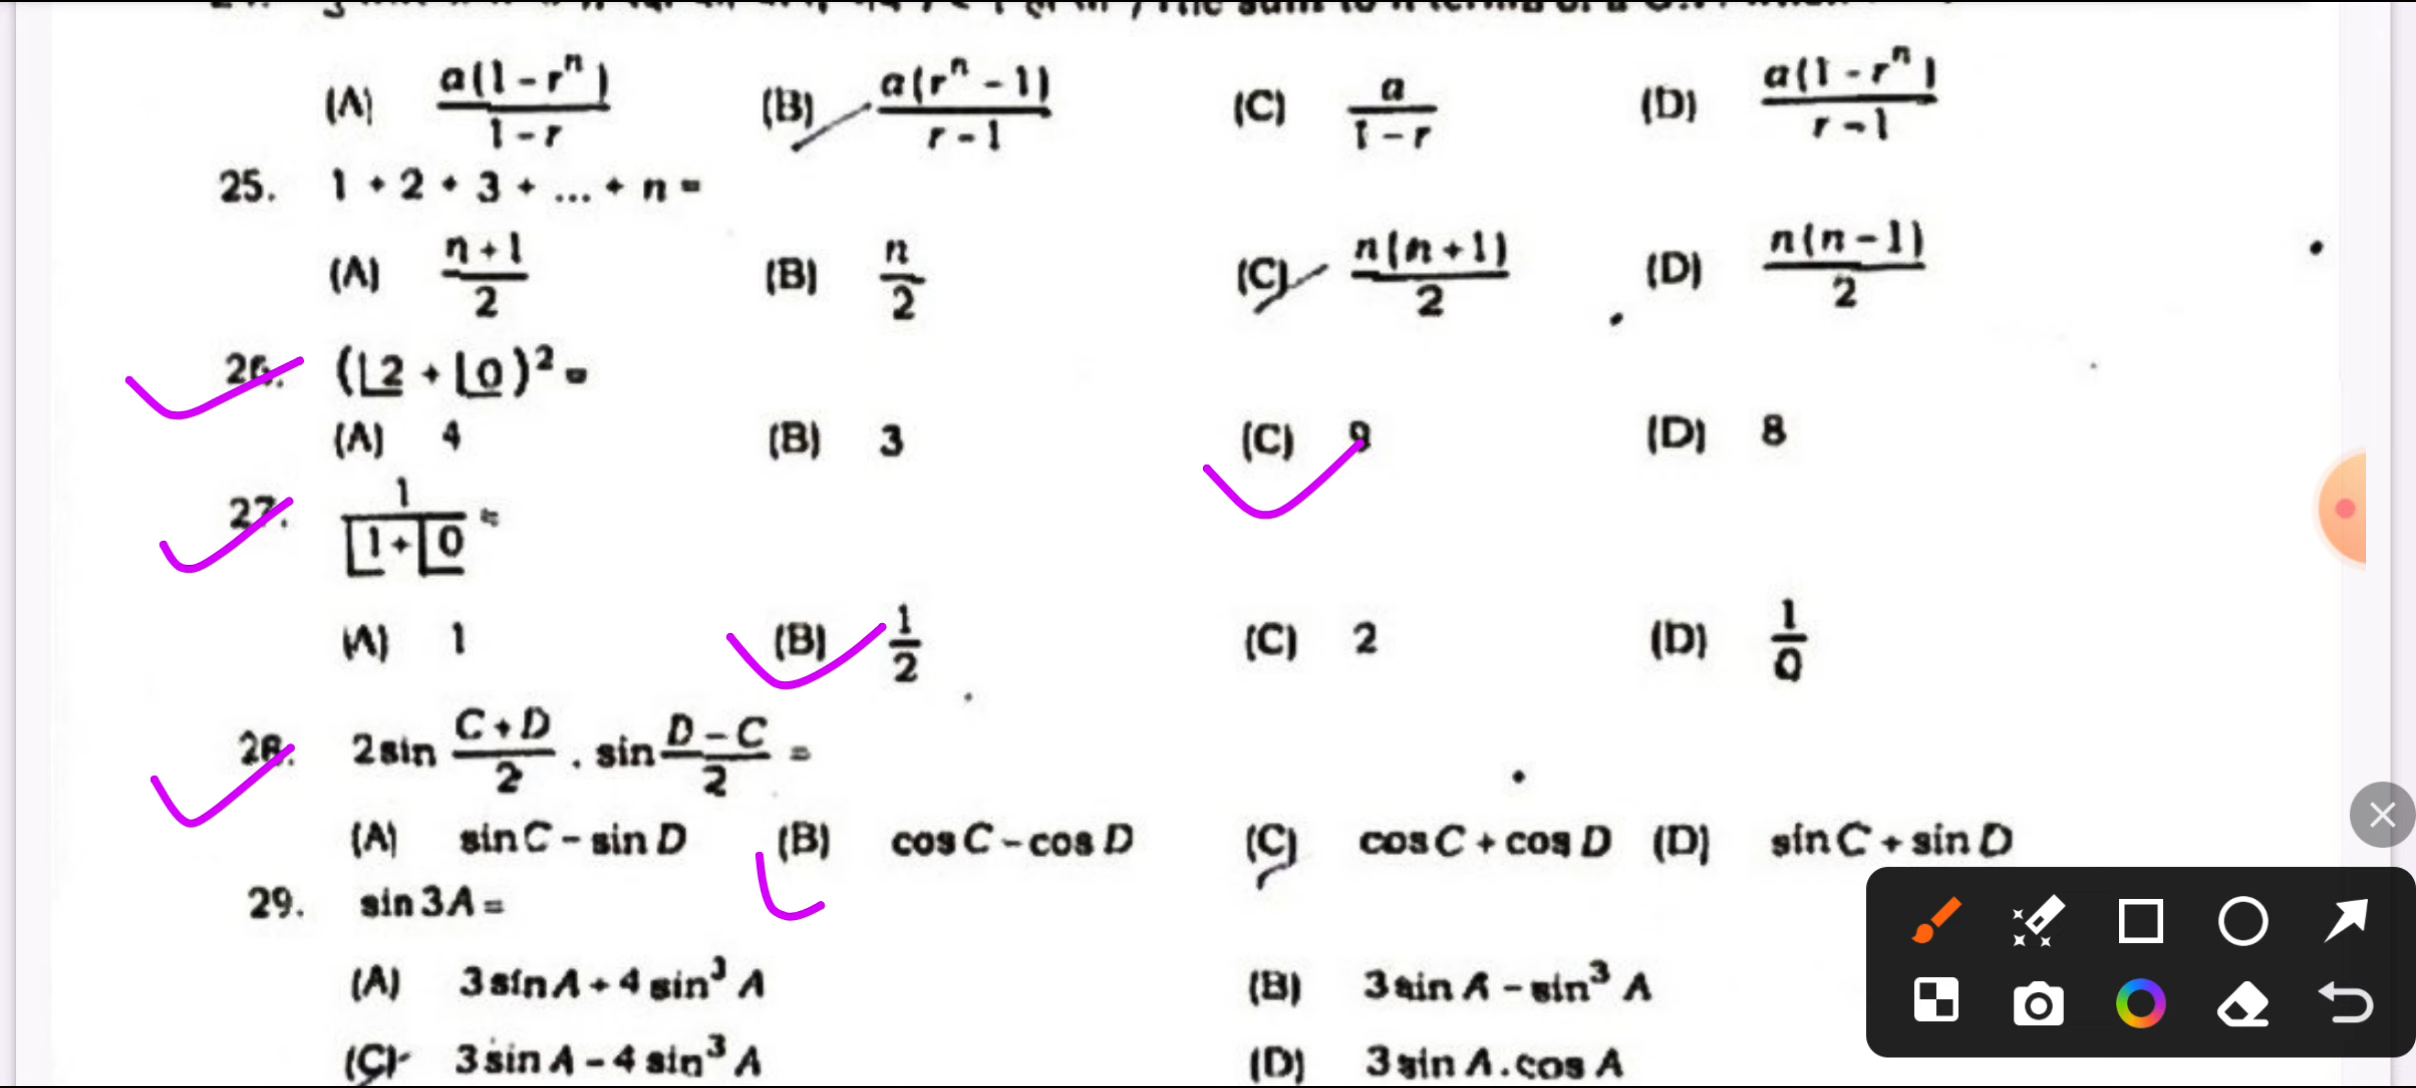 (A) a(1-rⁿ)/1-r (B) a(rⁿ-1)/r-1 (C) a/1-r (D) a(1-rⁿ)/r-1
25. 1 + 2 + 3 + ... + n =
(A) n+1/2 (B) n/2 (C) n(n+1)/2 (D) n(n-1)/2
26. (|2 + |0)² =
(A) 4 (B) 3 (C) 9 (D) 8
27. 1/|1+|0 =
(A) 1 (B) 1/2 (C) 2 (D) 1/0
28. 2sin C+D/2 . sin D-C/2 =
(A) sin C - sin D (B) cos C - cos D (C) cos C + cos D (D) sin C + sin D
29. sin 3A =
(A) 3 sin A + 4 sin³ A (B) 3 sin A - sin³ A
(C) 3 sin A - 4 sin³ A (D) 3 sin A . cos A